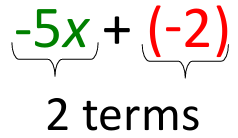 -5x + (-2)
2 terms